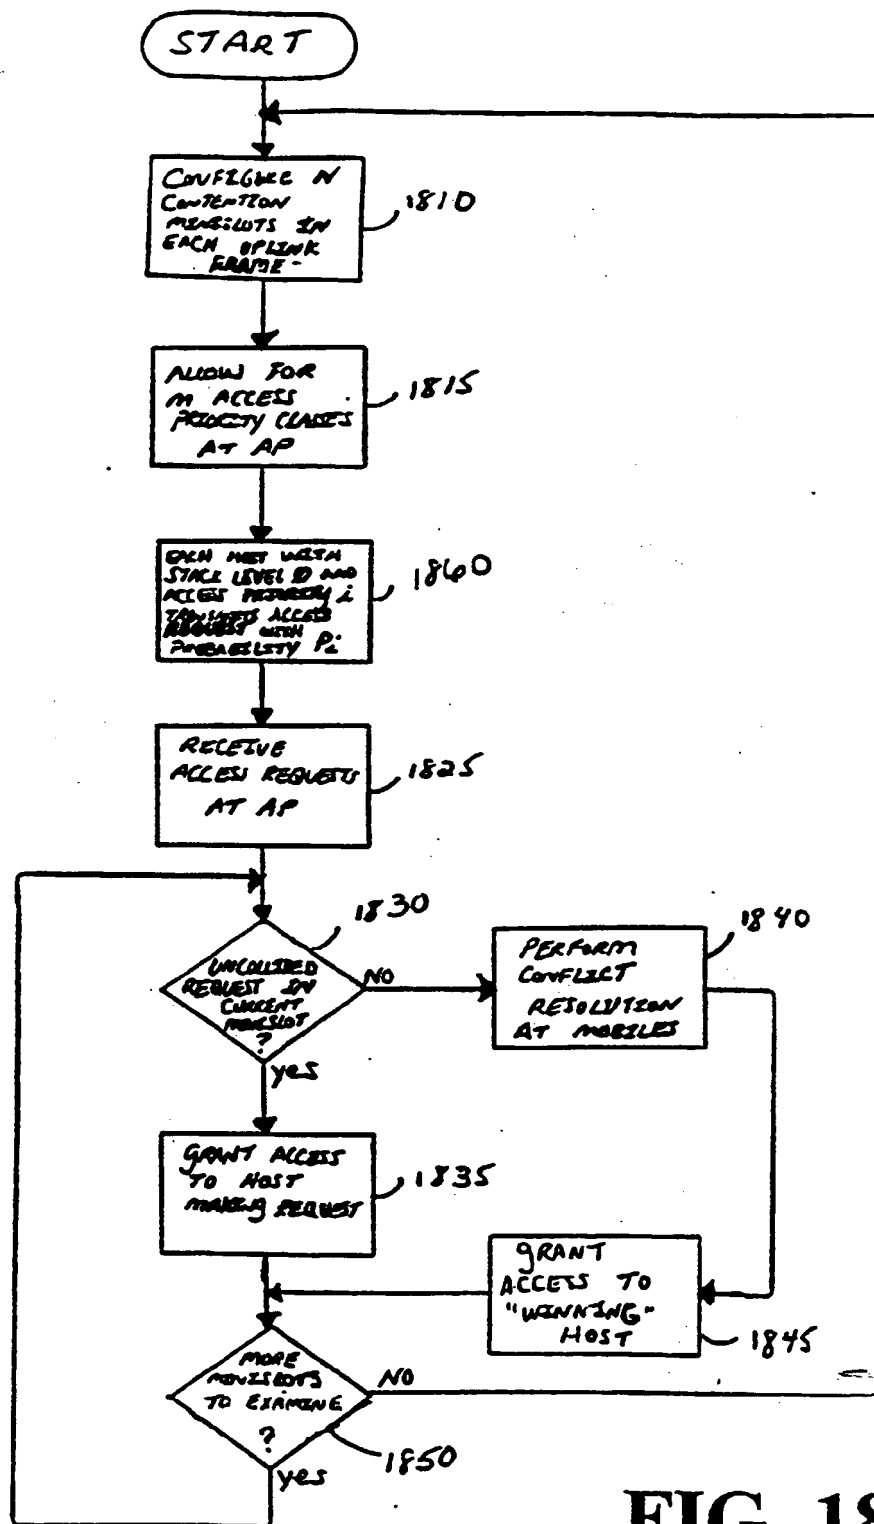 START
CONFIGURE N
CONTENTION
MINISLOTS IN
EACH UPLINK
FRAME
1810
ALLOW FOR
M ACCESS
PRIORITY CLASSES
AT AP
1815
EACH HOST WITH
STACK LEVEL 0 AND
ACCESS PRIORITY i
TRANSMITS ACCESS
REQUEST WITH
PROBABILITY Pi
1860
RECEIVE
ACCESS REQUESTS
AT AP
1825
1830
UNCOLLIDED
REQUEST IN
CURRENT
MINISLOT
?
NO
yes
1840
PERFORM
CONFLICT
RESOLUTION
AT MOBILES
GRANT ACCESS
TO HOST
MAKING REQUEST
1835
GRANT
ACCESS TO
"WINNING"
HOST
1845
MORE
MINISLOTS
TO EXAMINE
?
NO
yes
1850
FIG. 18